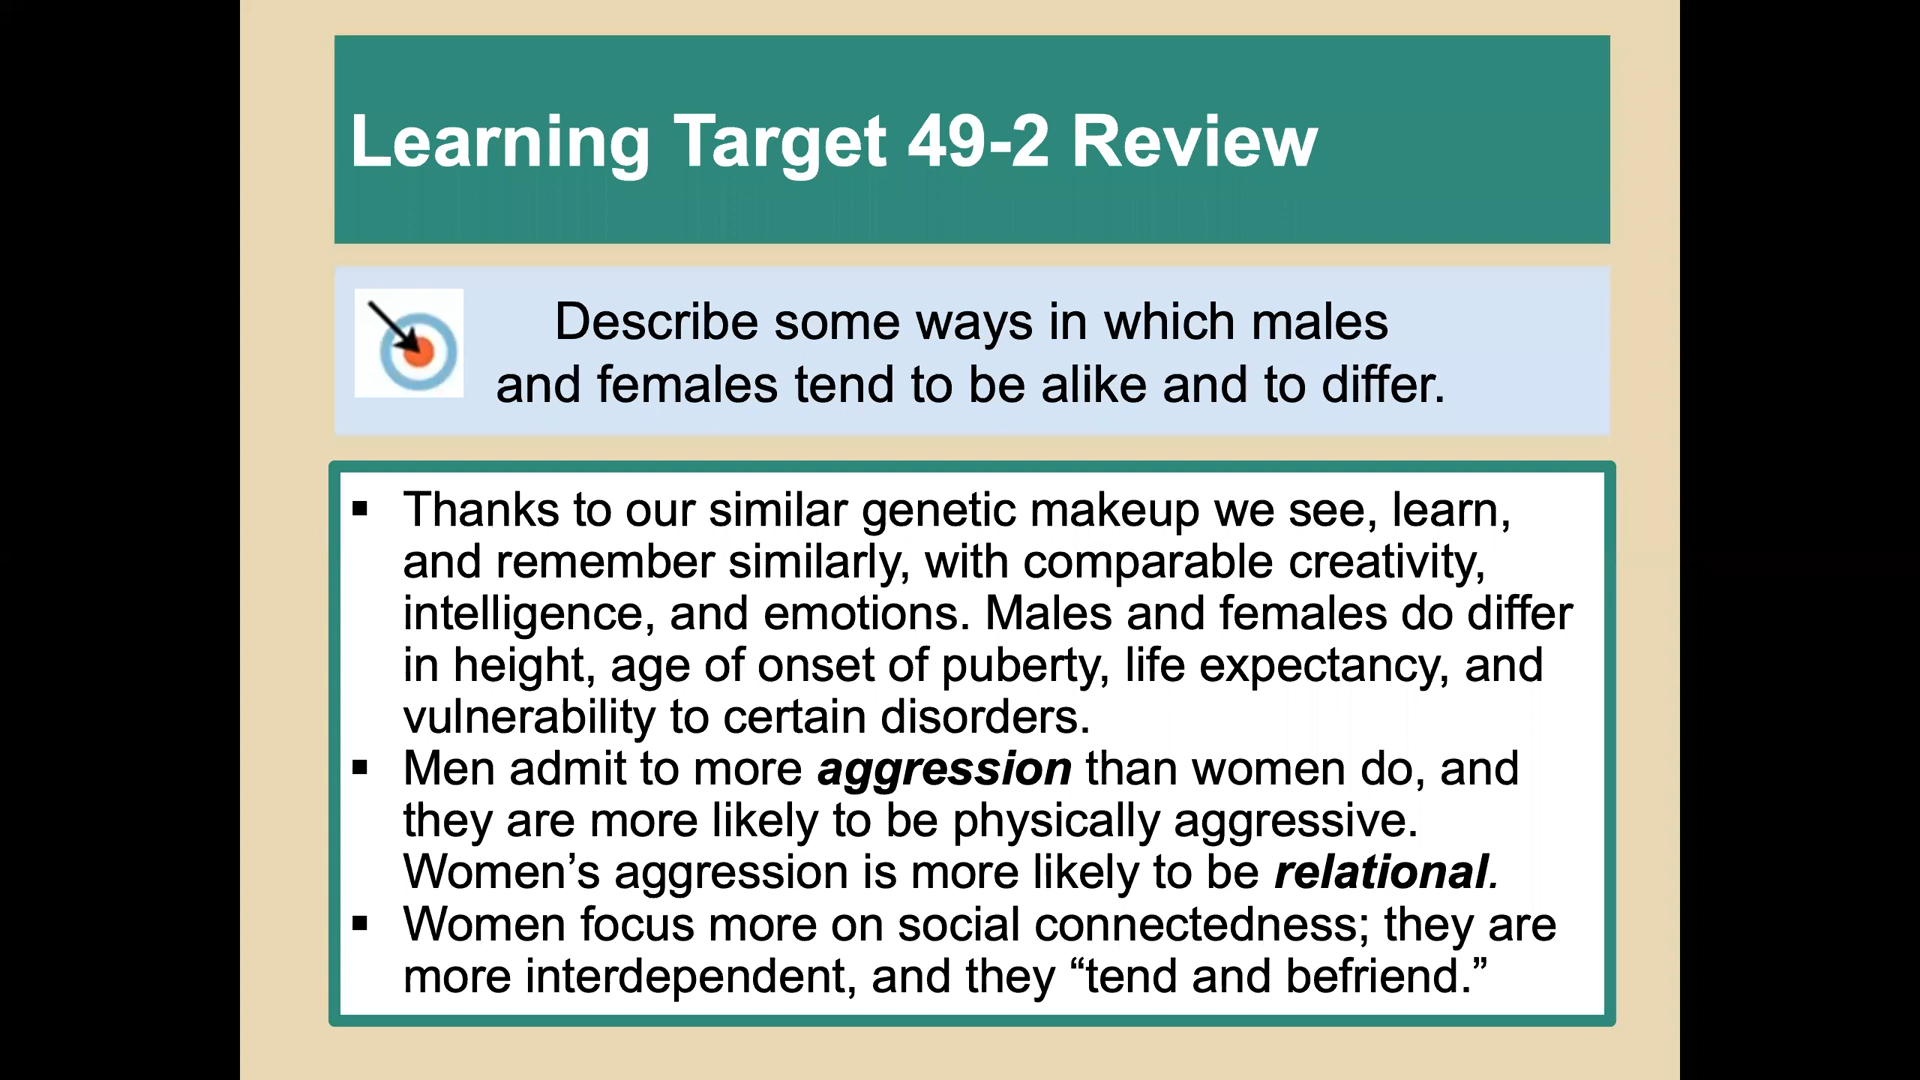 Learning Target 49-2 Review
Describe some ways in which males
and females tend to be alike and to differ.
▪ Thanks to our similar genetic makeup we see, learn,
and remember similarly, with comparable creativity,
intelligence, and emotions. Males and females do differ
in height, age of onset of puberty, life expectancy, and
vulnerability to certain disorders.
▪ Men admit to more aggression than women do, and
they are more likely to be physically aggressive.
Women’s aggression is more likely to be relational.
▪ Women focus more on social connectedness; they are
more interdependent, and they “tend and befriend.”